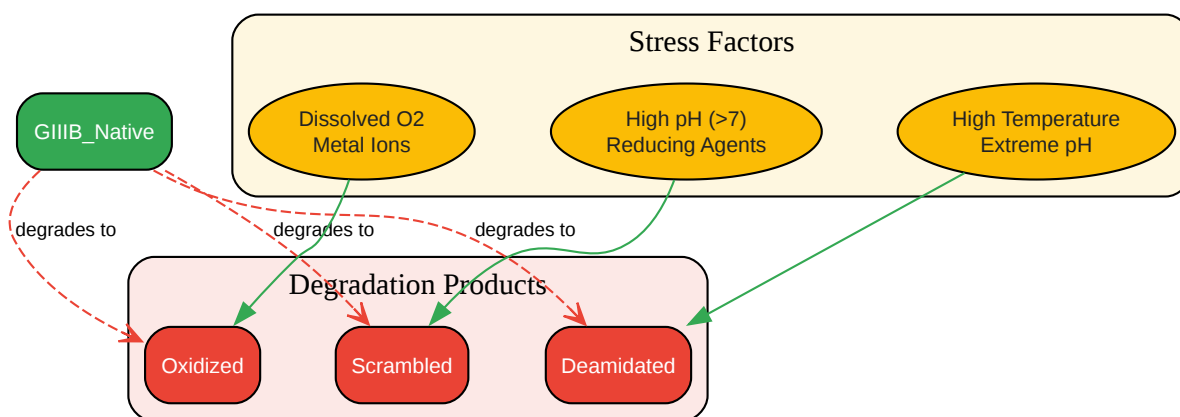 Stress Factors
GIIIB_Native
Dissolved O2
Metal Ions
High pH (>7)
Reducing Agents
High Temperature
Extreme pH
degrades to
degrades to
degrades to
Degradation Products
Oxidized
Scrambled
Deamidated